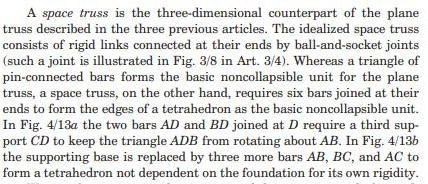 A space truss is the three-dimensional counterpart of the plane
truss described in the three previous articles. The idealized space truss
consists of rigid links connected at their ends by ball-and-socket joints
(such a joint is illustrated in Fig. 3/8 in Art. 3/4). Whereas a triangle of
pin-connected bars forms the basic noncollapsible unit for the plane
truss, a space truss, on the other hand, requires six bars joined at their
ends to form the edges of a tetrahedron as the basic noncollapsible unit.
In Fig. 4/13a the two bars AD and BD joined at D require a third sup-
port CD to keep the triangle ADB from rotating about AB. In Fig. 4/13b
the supporting base is replaced by three more bars AB, BC, and AC to
form a tetrahedron not dependent on the foundation for its own rigidity.